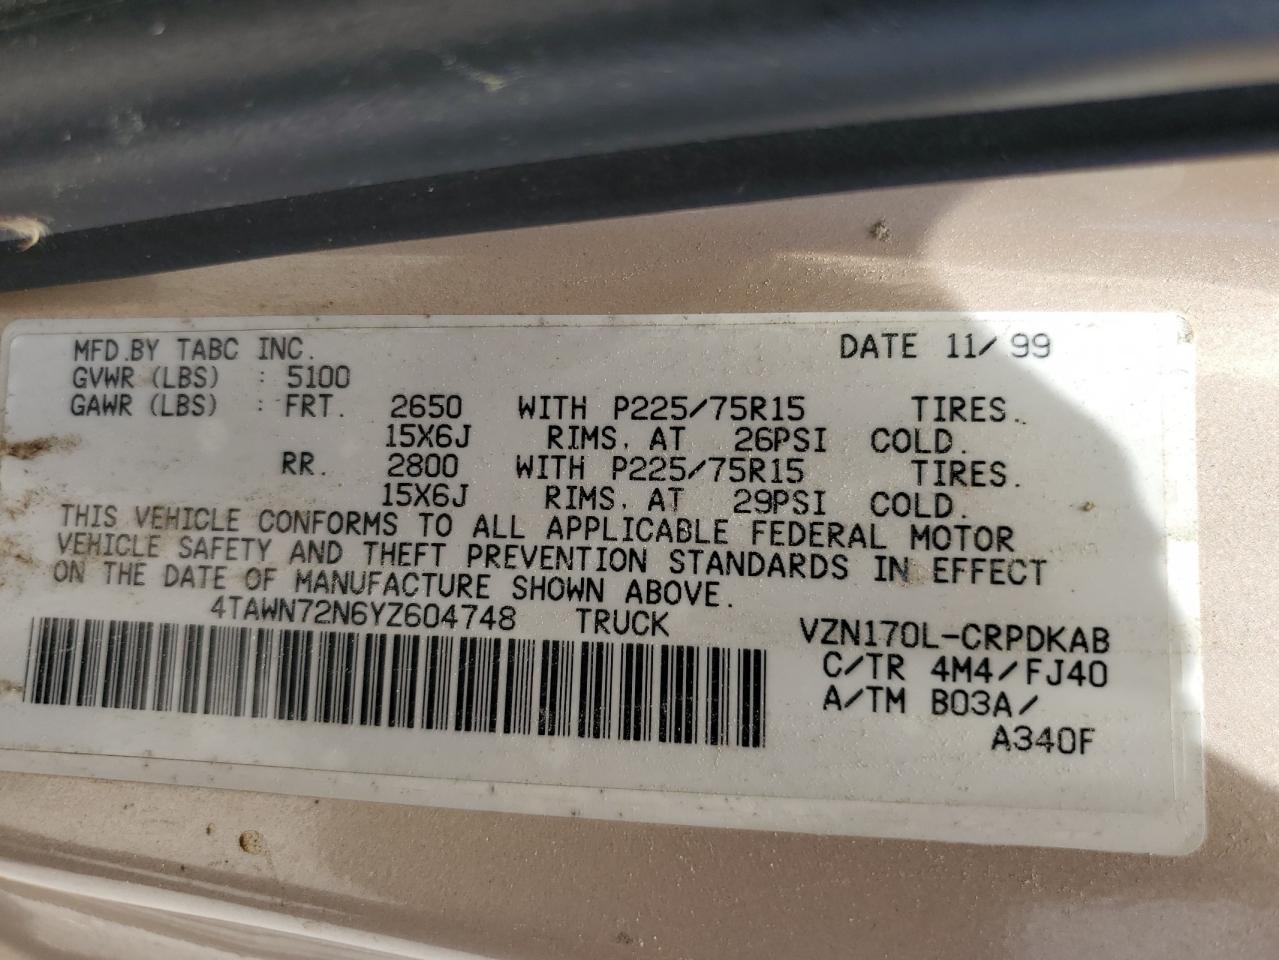 MFD.BY TABC INC. DATE 11/99
GVWR (LBS) : 5100
GAWR (LBS) : FRT. 2650 WITH P225/75R15 TIRES.
15X6J RIMS. AT 26PSI COLD.
RR. 2800 WITH P225/75R15 TIRES.
15X6J RIMS. AT 29PSI COLD.
THIS VEHICLE CONFORMS TO ALL APPLICABLE FEDERAL MOTOR
VEHICLE SAFETY AND THEFT PREVENTION STANDARDS IN EFFECT
ON THE DATE OF MANUFACTURE SHOWN ABOVE.
4TAWN72N6YZ604748 TRUCK VZN170L-CRPDKAB
C/TR 4M4/FJ40
A/TM B03A/
A340F